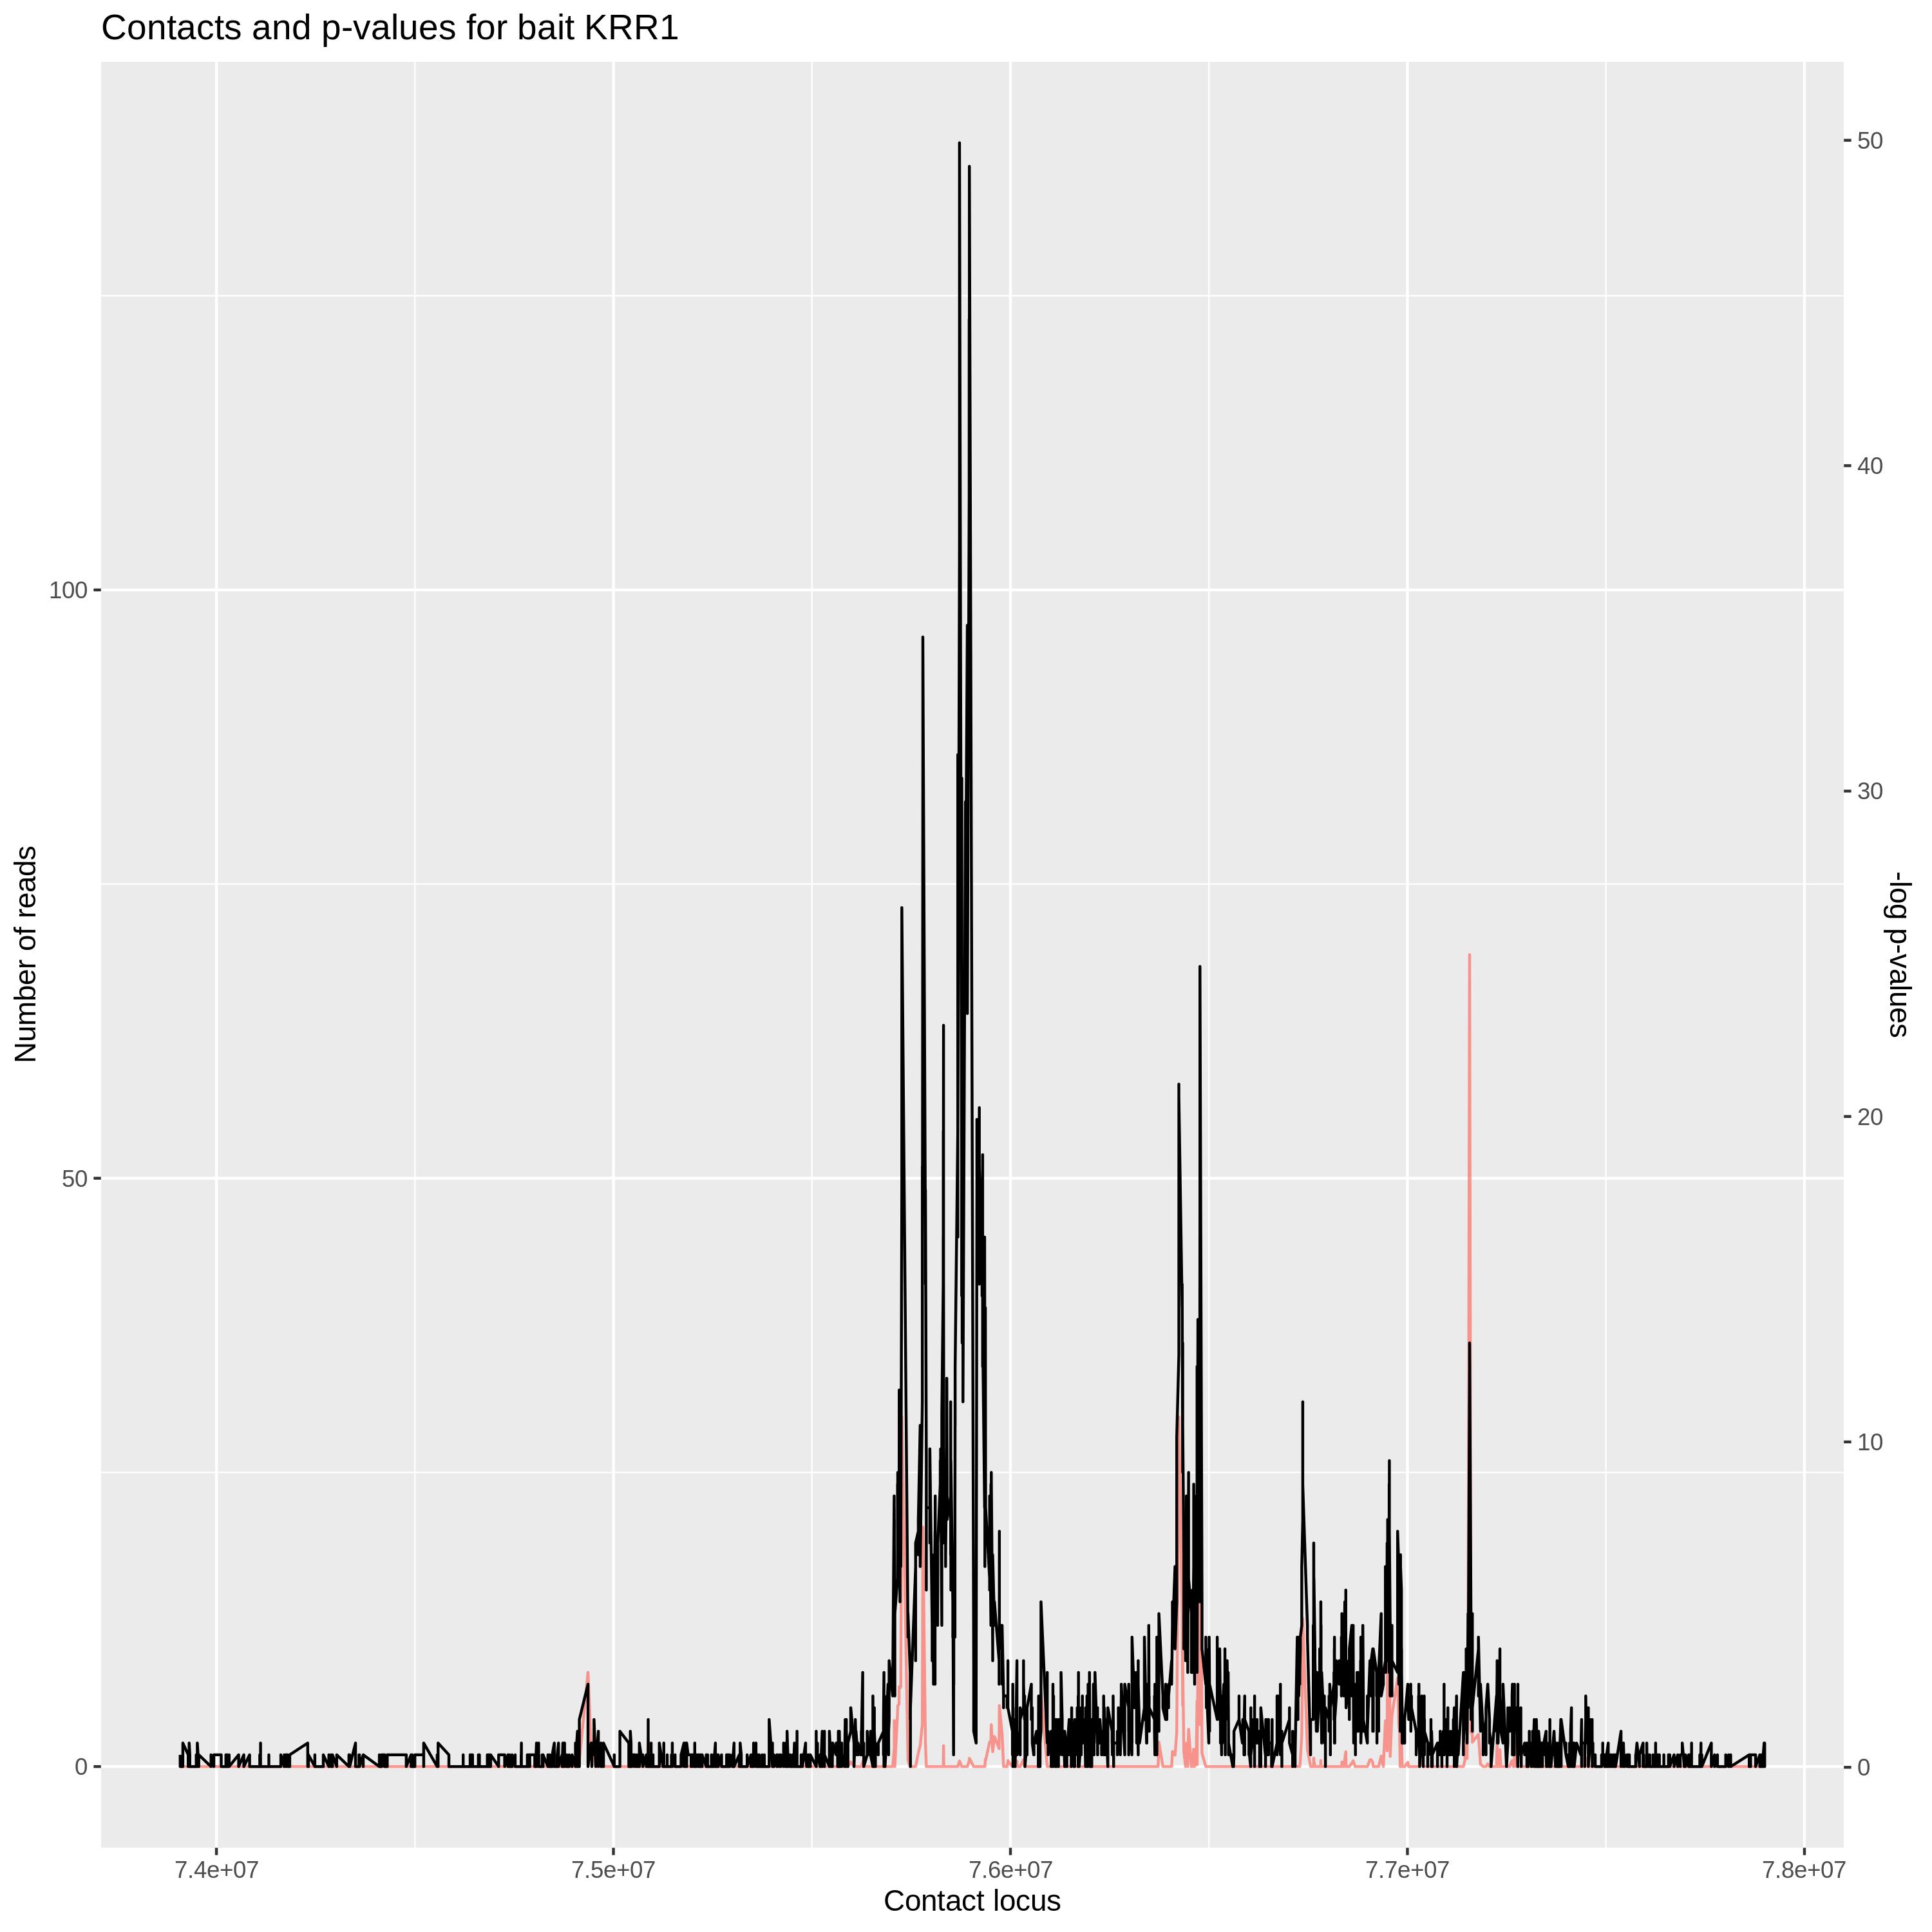 Contacts and p-values for bait KRR1
Number of reads
100
50
0
50
40
30
20
10
0
-log p-values
7.4e+07 7.5e+07 7.6e+07 7.7e+07 7.8e+07
Contact locus